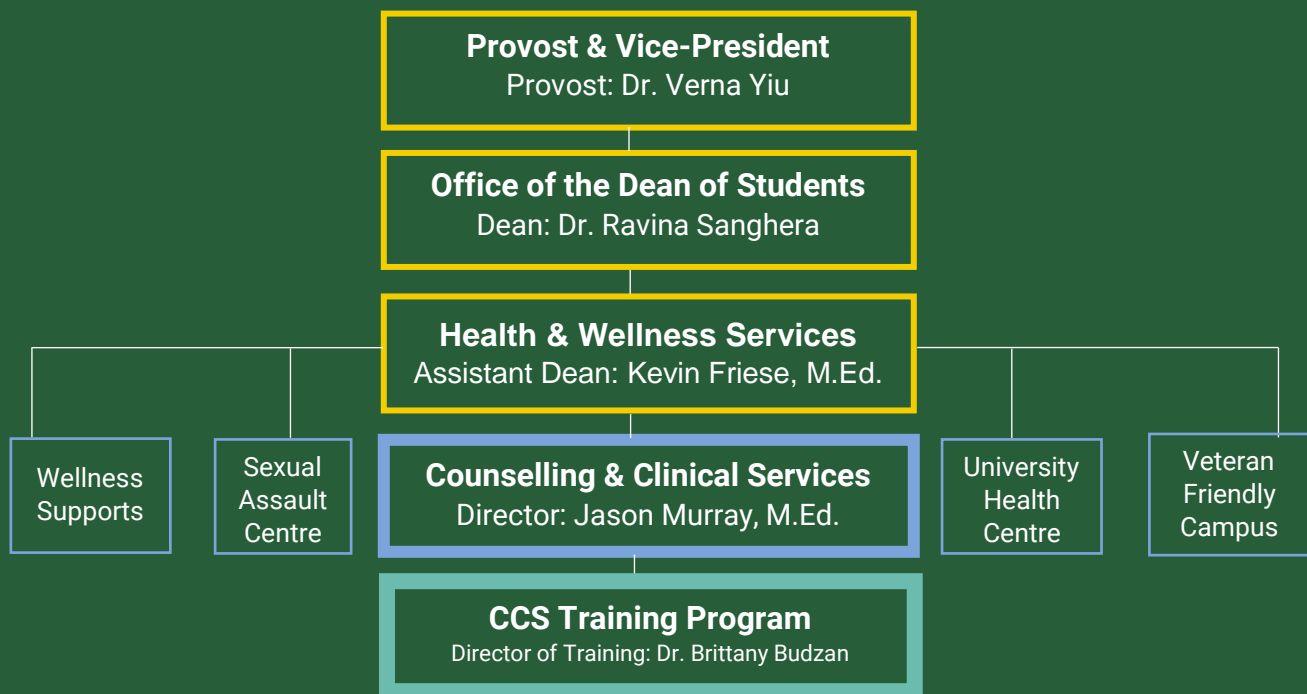 Provost & Vice-President
Provost: Dr. Verna Yiu
Office of the Dean of Students
Dean: Dr. Ravina Sanghera
Health & Wellness Services
Assistant Dean: Kevin Friese, M.Ed.
Wellness
Supports
Sexual
Assault
Centre
Counselling & Clinical Services
Director: Jason Murray, M.Ed.
University
Health
Centre
Veteran
Friendly
Campus
CCS Training Program
Director of Training: Dr. Brittany Budzan